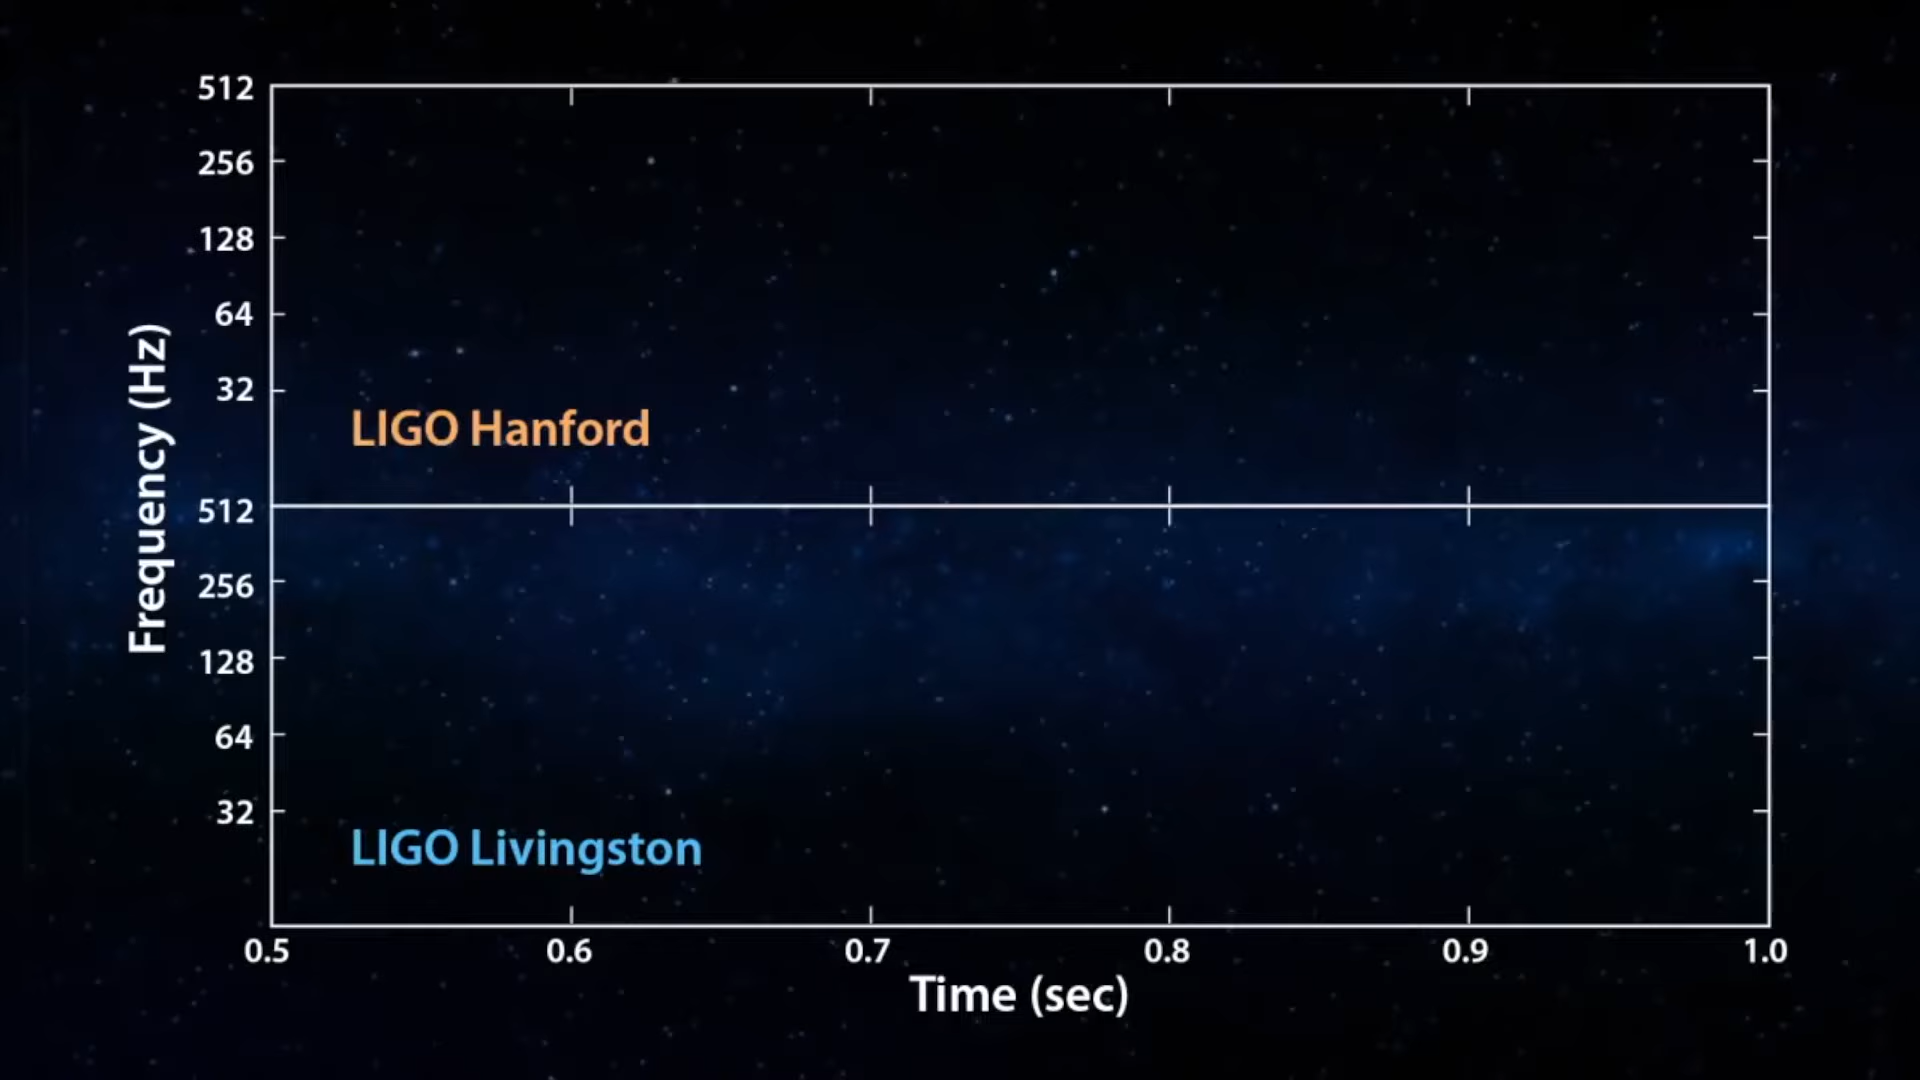 512
256
128
64
32
LIGO Hanford
Frequency (Hz)
512
256
128
64
32
LIGO Livingston
0.5 0.6 0.7 0.8 0.9 1.0
Time (sec)